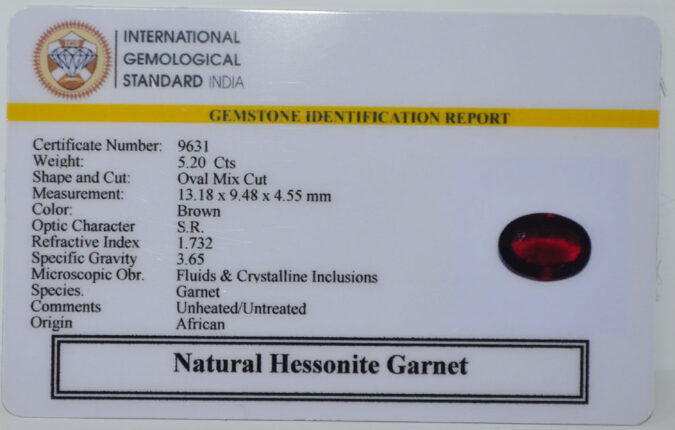 INTERNATIONAL
GEMOLOGICAL
STANDARD INDIA
GEMSTONE IDENTIFICATION REPORT
Certificate Number: 9631
Weight: 5.20 Cts
Shape and Cut: Oval Mix Cut
Measurement: 13.18 x 9.48 x 4.55 mm
Color: Brown
Optic Character S.R.
Refractive Index 1.732
Specific Gravity 3.65
Microscopic Obr. Fluids & Crystalline Inclusions
Species. Garnet
Comments Unheated/Untreated
Origin African
Natural Hessonite Garnet